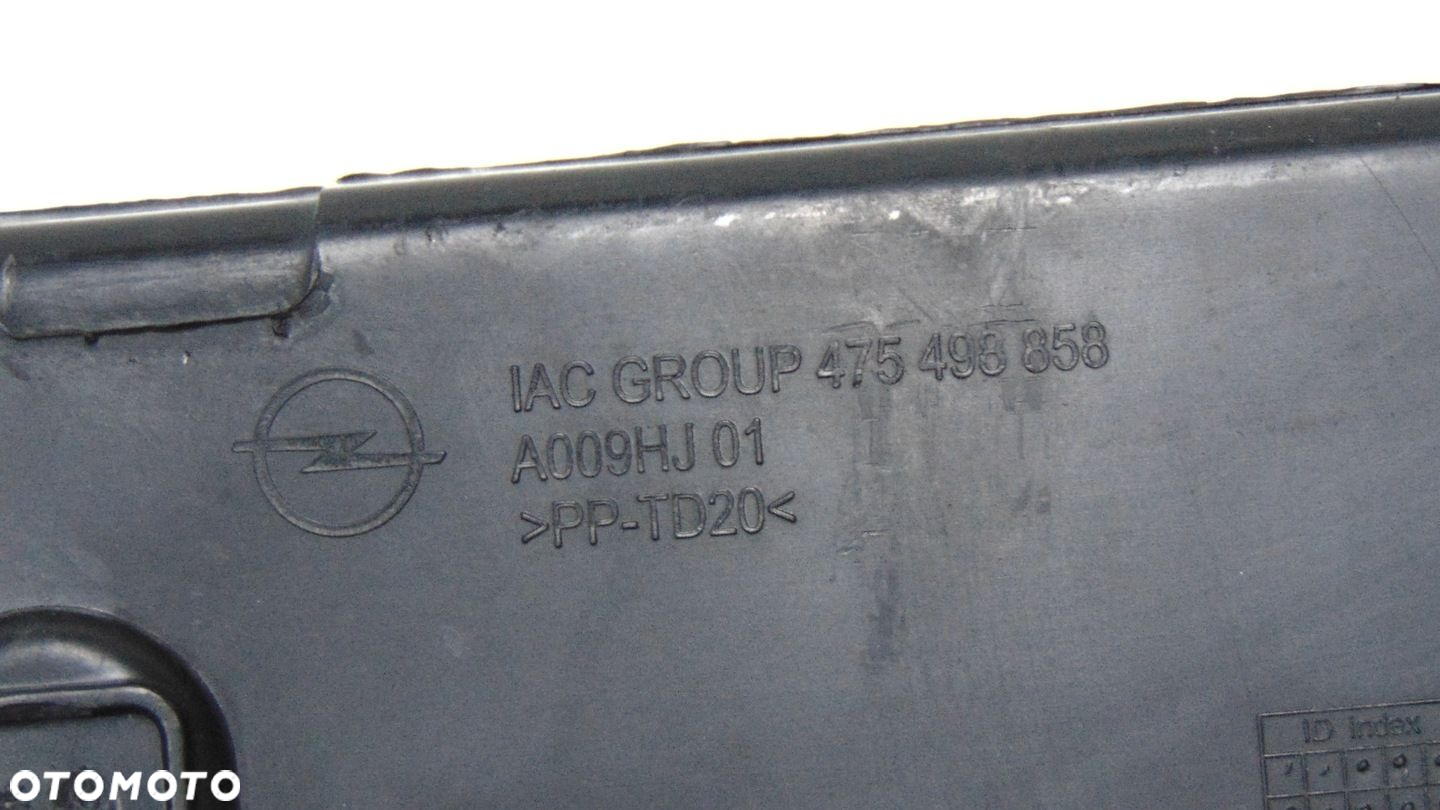 IAC GROUP 475 498 858
A009HJ 01
>PP-TD20<
ID Index
OTOMOTO